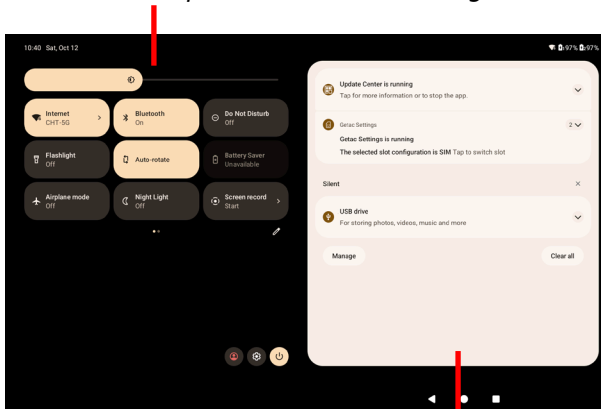 10:40 Sat, Oct 12
97% 97%
Internet
CHT-5G
Bluetooth
On
Do Not Disturb
Off
Flashlight
Off
Auto-rotate
Battery Saver
Unavailable
Airplane mode
Off
Night Light
Off
Screen record
Start
Update Center is running
Tap for more information or to stop the app.
Getac Settings
2
Getac Settings is running
The selected slot configuration is SIM Tap to switch slot
Silent
USB drive
For storing photos, videos, music and more
Manage
Clear all